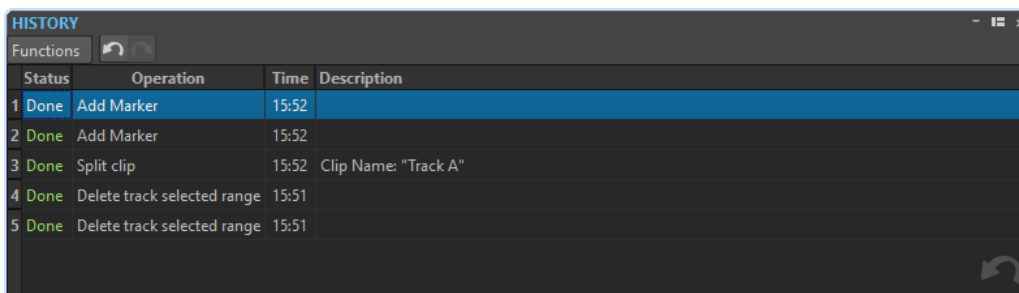 HISTORY
Functions
Status Operation Time Description
1 Done Add Marker 15:52
2 Done Add Marker 15:52
3 Done Split clip 15:52 Clip Name: "Track A"
4 Done Delete track selected range 15:51
5 Done Delete track selected range 15:51